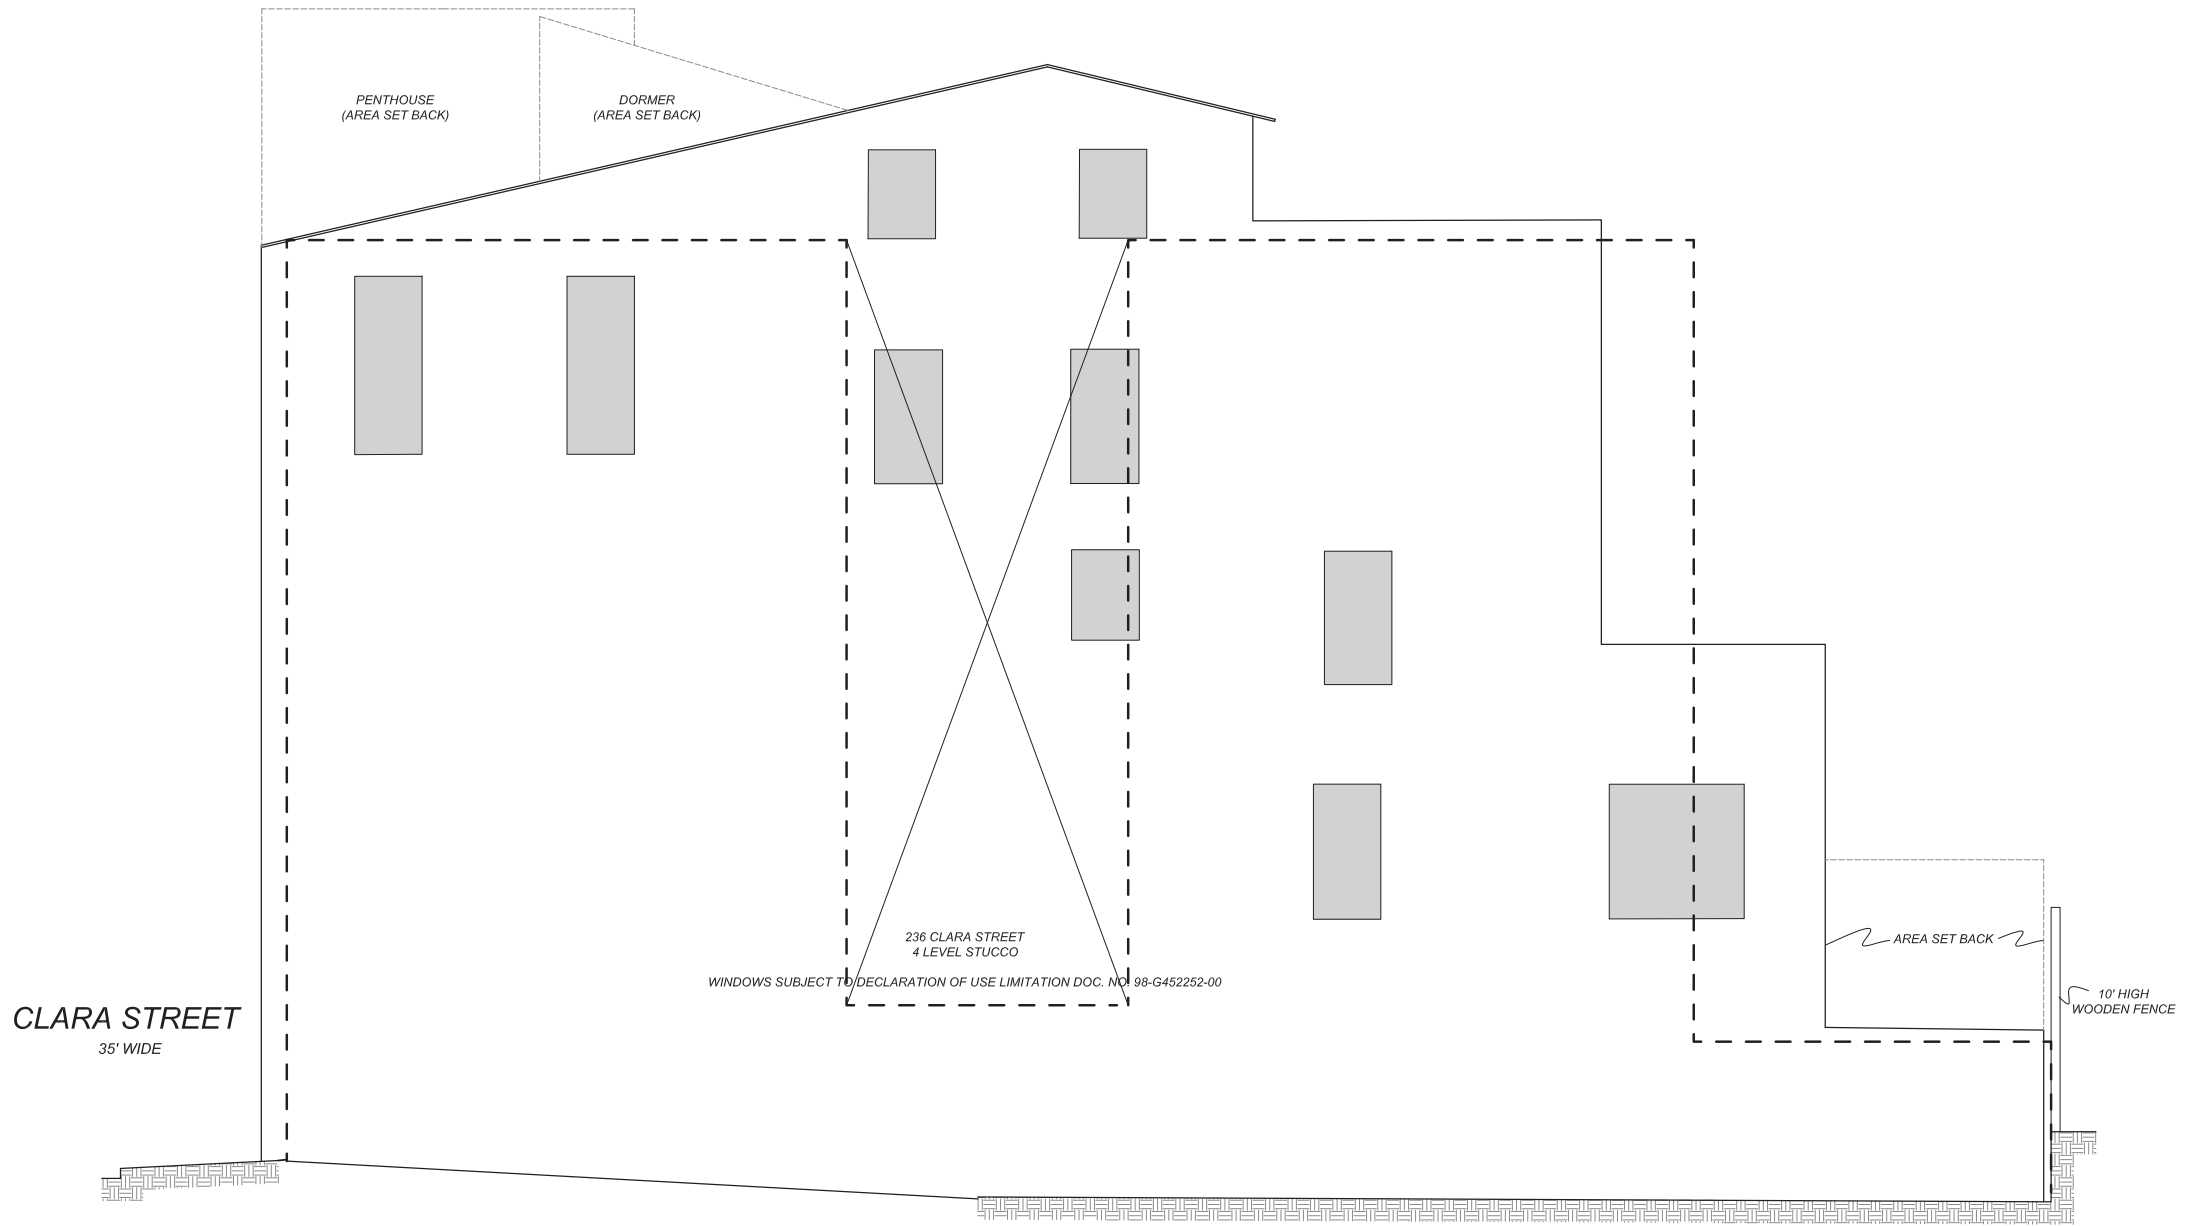 PENTHOUSE
(AREA SET BACK)
DORMER
(AREA SET BACK)
236 CLARA STREET
4 LEVEL STUCCO
WINDOWS SUBJECT TO DECLARATION OF USE LIMITATION DOC. NO. 98-G452252-00
AREA SET BACK
10' HIGH
WOODEN FENCE
CLARA STREET
35' WIDE